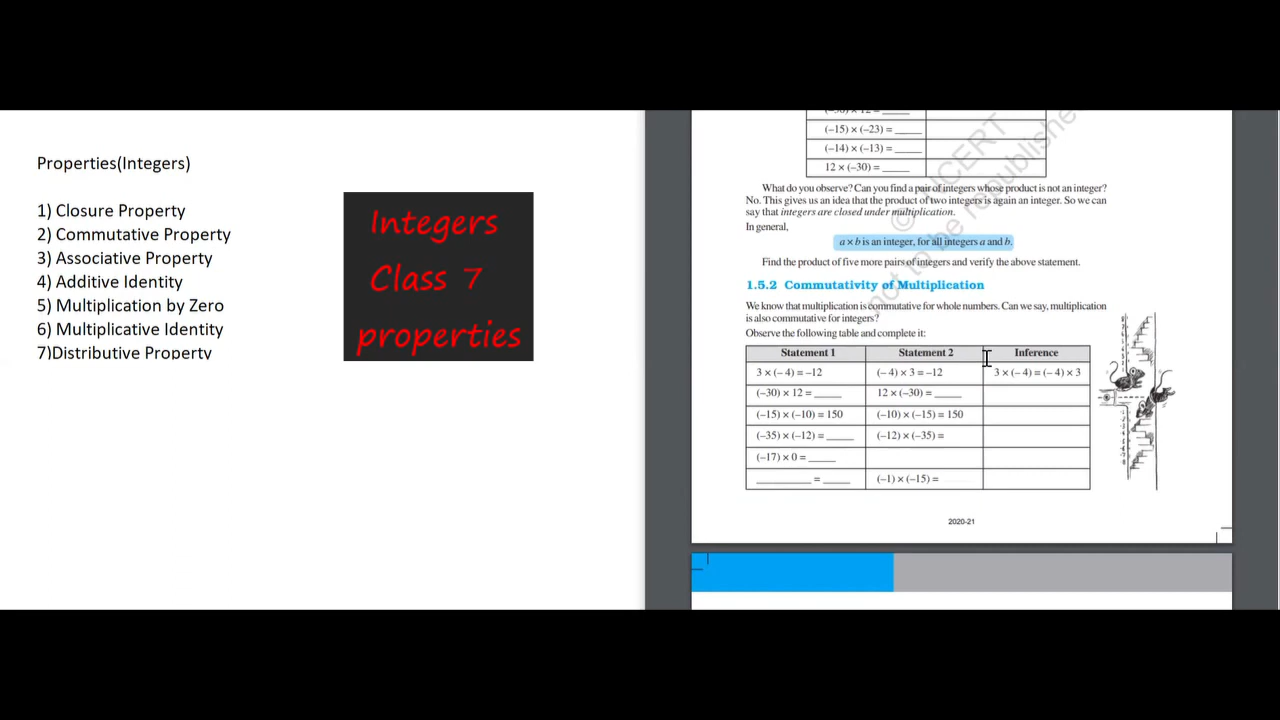 Properties(Integers)
1) Closure Property
2) Commutative Property
3) Associative Property
4) Additive Identity
5) Multiplication by Zero
6) Multiplicative Identity
7)Distributive Property
Integers
Class 7
properties
(–15) × (–23) = _____
(–14) × (–13) = _____
12 × (–30) = _____
What do you observe? Can you find a pair of integers whose product is not an integer?
No. This gives us an idea that the product of two integers is again an integer. So we can
say that integers are closed under multiplication.
In general,
a × b is an integer, for all integers a and b.
Find the product of five more pairs of integers and verify the above statement.
1.5.2 Commutativity of Multiplication
We know that multiplication is commutative for whole numbers. Can we say, multiplication
is also commutative for integers?
Observe the following table and complete it:
Statement 1 Statement 2 Inference
3 × (– 4) = –12 (– 4) × 3 = –12 3 × (– 4) = (– 4) × 3
(–30) × 12 = _____ 12 × (–30) = _____
(–15) × (–10) = 150 (–10) × (–15) = 150
(–35) × (–12) = _____ (–12) × (–35) =
(–17) × 0 = _____
__________ = _____ (–1) × (–15) =
2020-21
© NCERT
not to be republishe